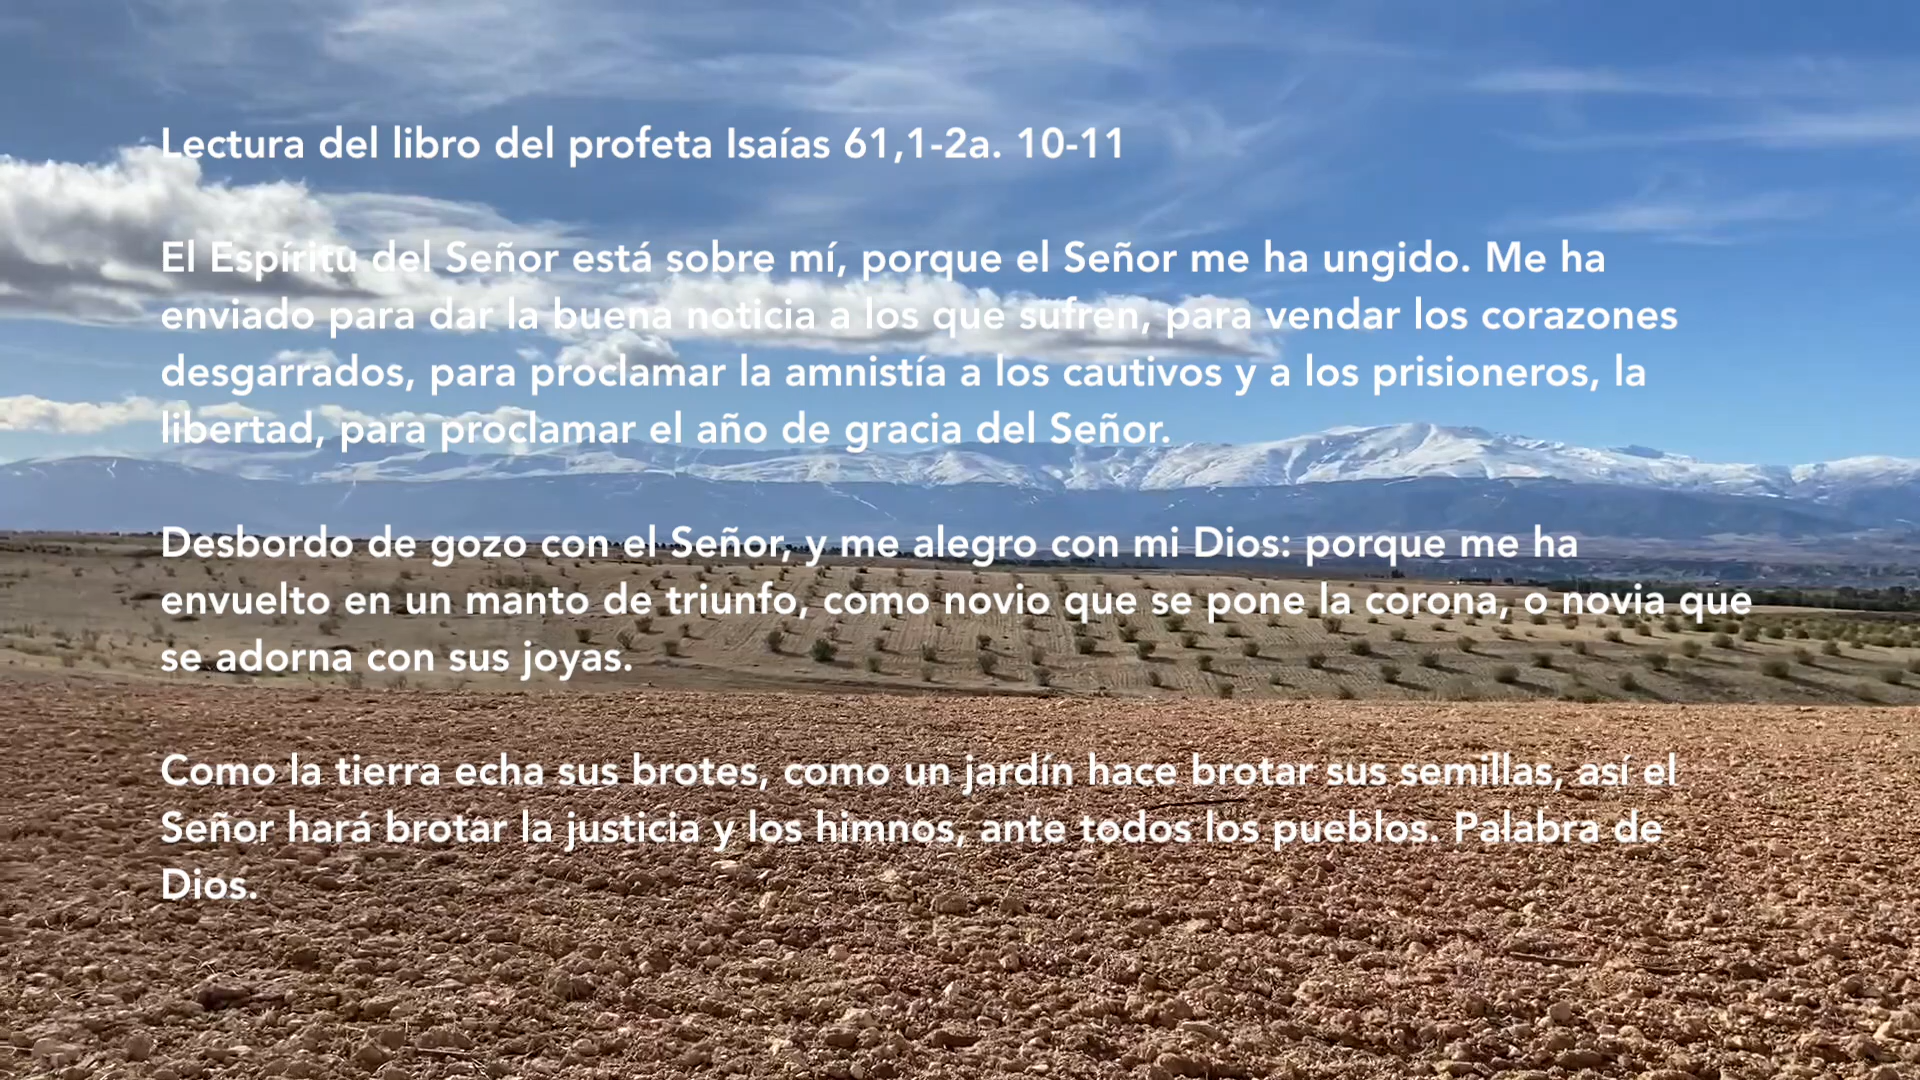 Lectura del libro del profeta Isaías 61,1-2a. 10-11
El Espíritu del Señor está sobre mí, porque el Señor me ha ungido. Me ha
enviado para dar la buena noticia a los que sufren, para vendar los corazones
desgarrados, para proclamar la amnistía a los cautivos y a los prisioneros, la
libertad, para proclamar el año de gracia del Señor.
Desbordo de gozo con el Señor, y me alegro con mi Dios: porque me ha
envuelto en un manto de triunfo, como novio que se pone la corona, o novia que
se adorna con sus joyas.
Como la tierra echa sus brotes, como un jardín hace brotar sus semillas, así el
Señor hará brotar la justicia y los himnos, ante todos los pueblos. Palabra de
Dios.